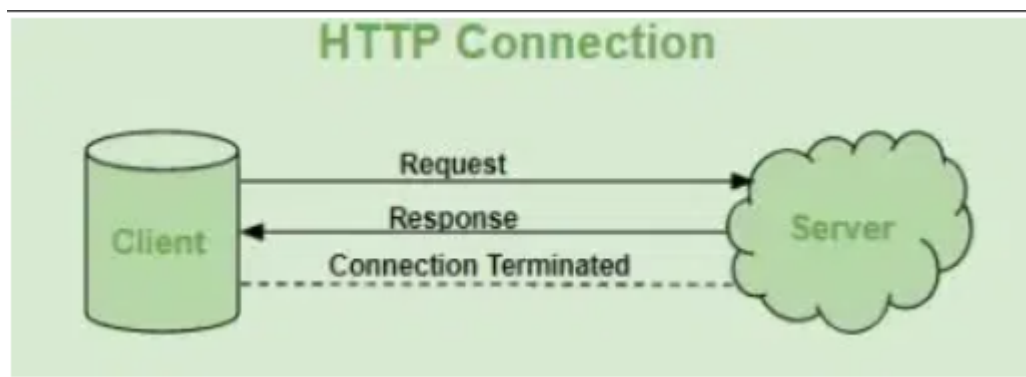 HTTP Connection
Request
Response
Client
Server
Connection Terminated